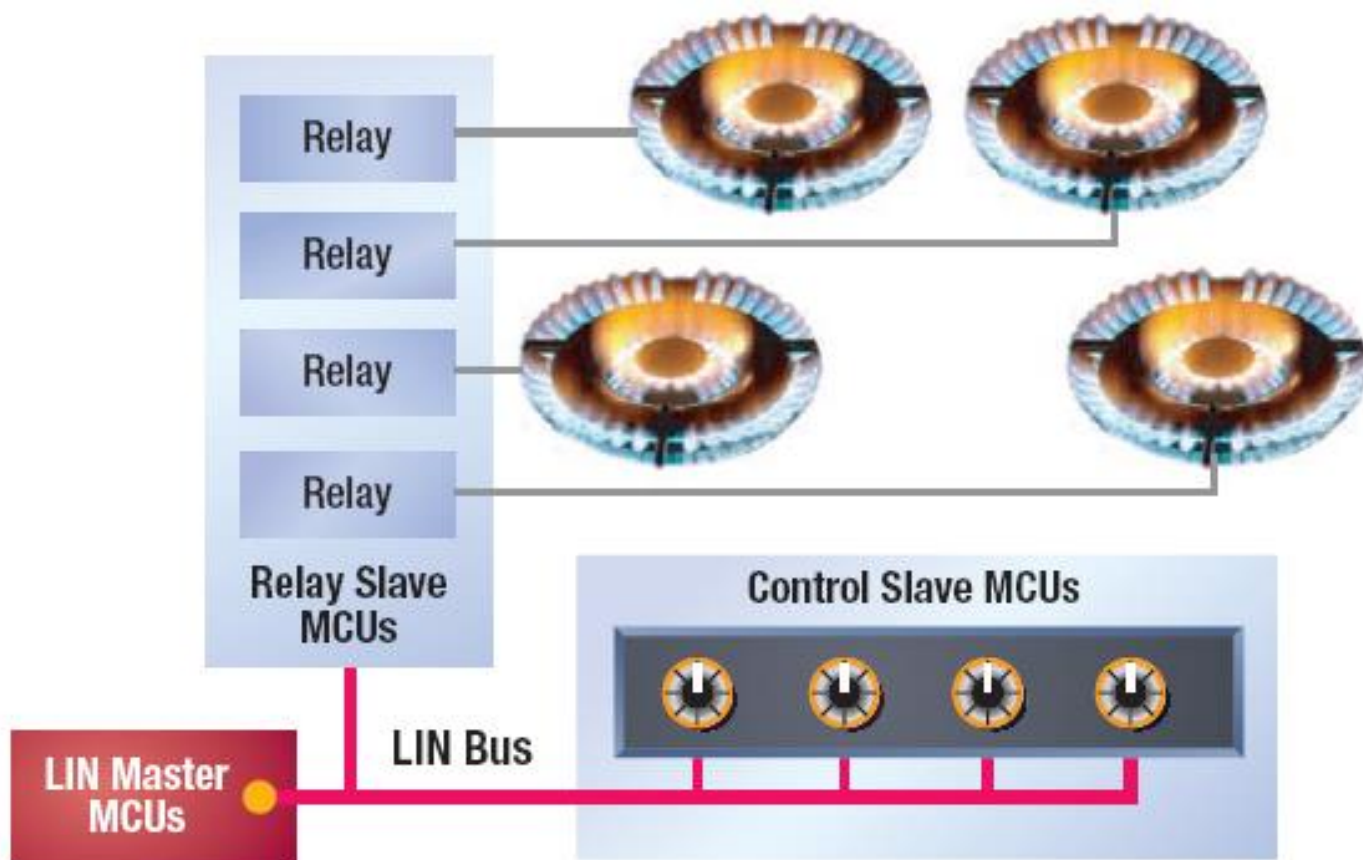 Relay
Relay
Relay
Relay
Relay Slave
MCUs
Control Slave MCUs
LIN Bus
LIN Master
MCUs